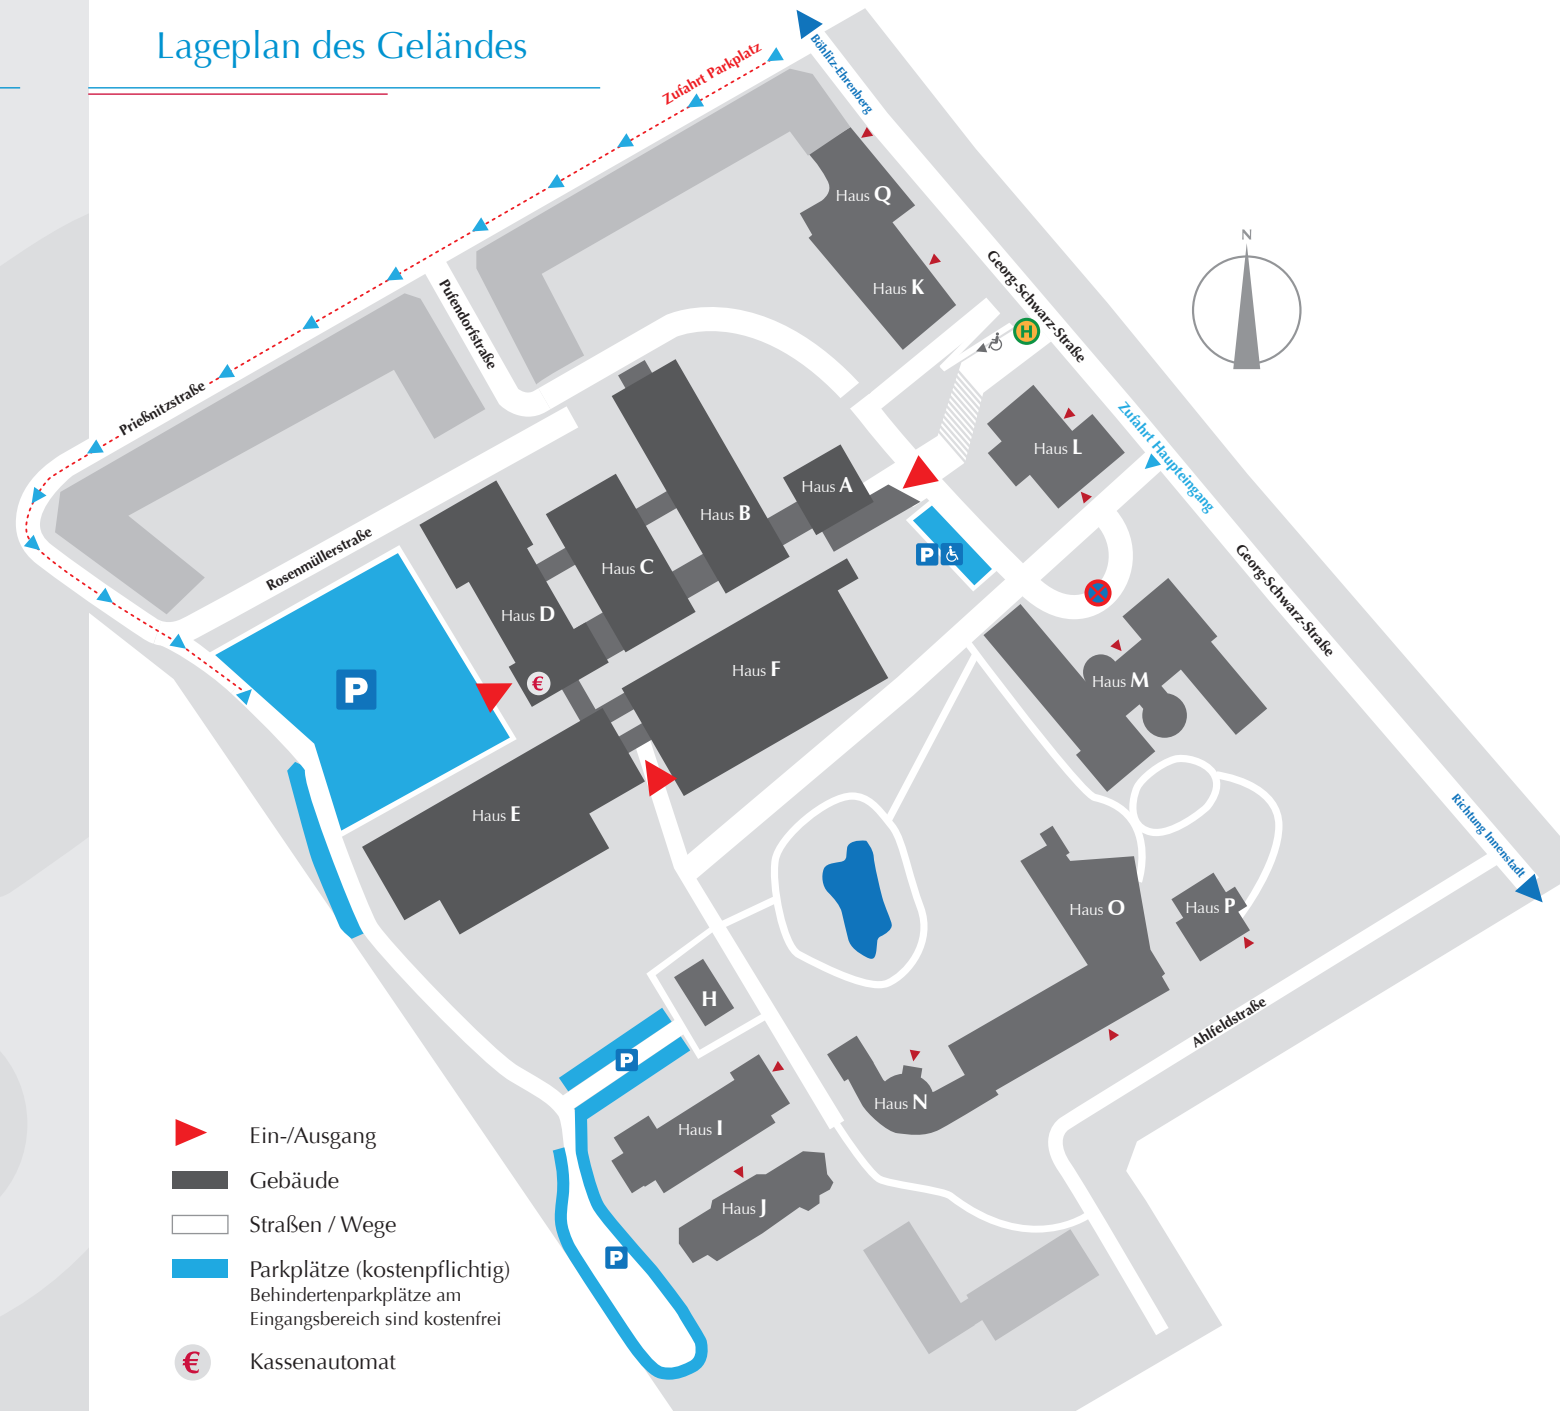 Lageplan des Geländes
Böhlitz-Ehrenberg
Zufahrt Parkplatz
Haus Q
N
Georg-Schwarz-Straße
Haus K
Pufendorfstraße
H
Prießnitzstraße
Haus L
Zufahrt Haupteingang
Haus A
Haus B
Rosenmüllerstraße
P
Haus C
Georg-Schwarz-Straße
Haus D
Haus F
Haus M
P
€
Haus E
Richtung Innenstadt
Haus O
Haus P
H
Ahlfeldstraße
P
Haus N
Haus I
Haus J
P
Ein-/Ausgang
Gebäude
Straßen / Wege
Parkplätze (kostenpflichtig)
Behindertenparkplätze am
Eingangsbereich sind kostenfrei
€
Kassenautomat